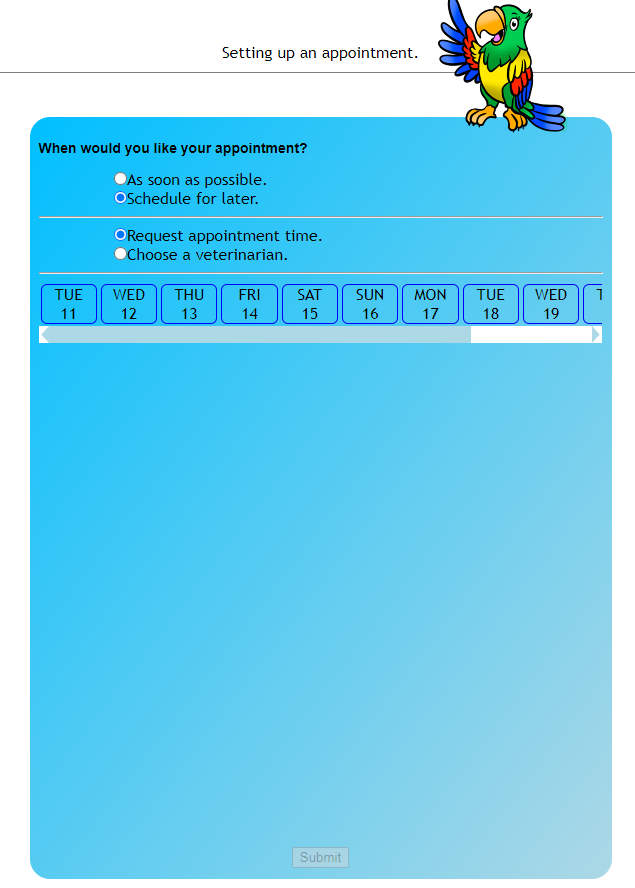 Setting up an appointment.
When would you like your appointment?
As soon as possible.
Schedule for later.
Request appointment time.
Choose a veterinarian.
TUE WED THU FRI SAT SUN MON TUE WED T
11 12 13 14 15 16 17 18 19
Submit